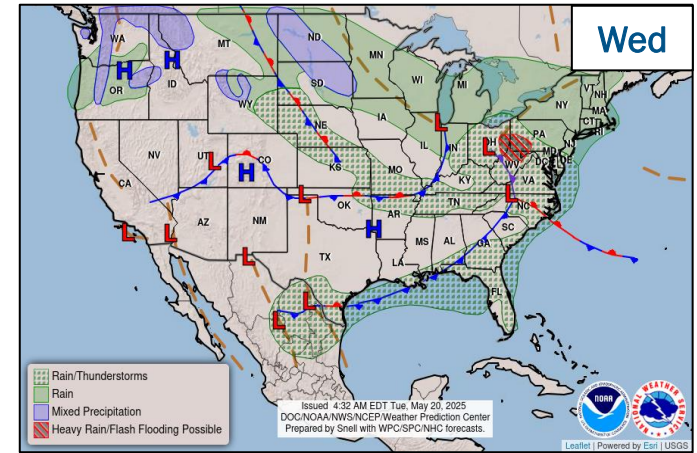 Wed
WA
MT
ND
MN
OR
ID
WI
MI
SD
WY
NY
VT
NH
MA
CT
RI
IA
NE
PA
NJ
OH
IL
IN
MD
DE
DC
WV
NV
UT
CO
KS
MO
KY
VA
CA
OK
TN
NC
AR
AZ
NM
SC
MS
AL
GA
TX
LA
FL
H
H
H
H
L
L
L
L
L
L
L
L
L
L
L
Rain/Thunderstorms
Rain
Mixed Precipitation
Heavy Rain/Flash Flooding Possible
Issued 4:32 AM EDT Tue, May 20, 2025
DOC/NOAA/NWS/NCEP/Weather Prediction Center
Prepared by Snell with WPC/SPC/NHC forecasts.
NOAA
NATIONAL WEATHER SERVICE
Leaflet | Powered by Esri | USGS